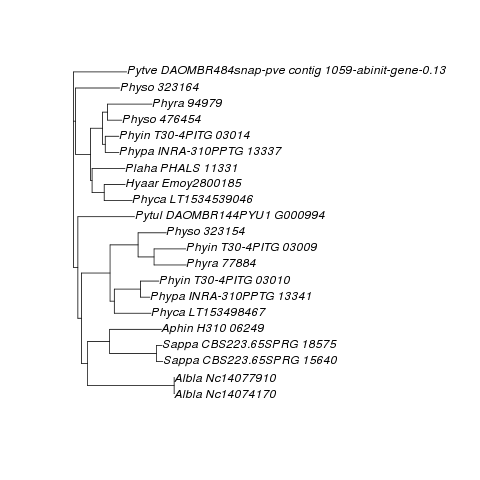 Pytve DAOMBR484snap-pve contig 1059-abinit-gene-0.13
Physo 323164
Phyra 94979
Physo 476454
Phyin T30-4PITG 03014
Phypa INRA-310PPTG 13337
Plaha PHALS 11331
Hyaar Emoy2800185
Phyca LT1534539046
Pytul DAOMBR144PYU1 G000994
Physo 323154
Phyin T30-4PITG 03009
Phyra 77884
Phyin T30-4PITG 03010
Phypa INRA-310PPTG 13341
Phyca LT153498467
Aphin H310 06249
Sappa CBS223.65SPRG 18575
Sappa CBS223.65SPRG 15640
Albla Nc14077910
Albla Nc14074170